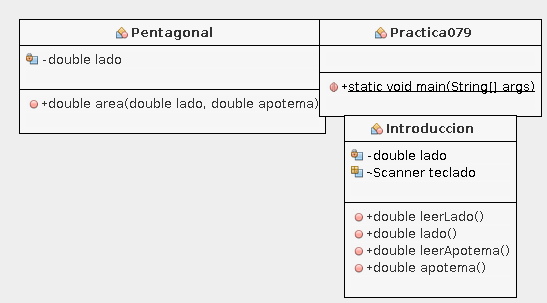 Pentagonal
-double lado
+double area(double lado, double apotema)
Practica079
+static void main(String[] args)
Introduccion
-double lado
~Scanner teclado
+double leerLado()
+double lado()
+double leerApotema()
+double apotema()